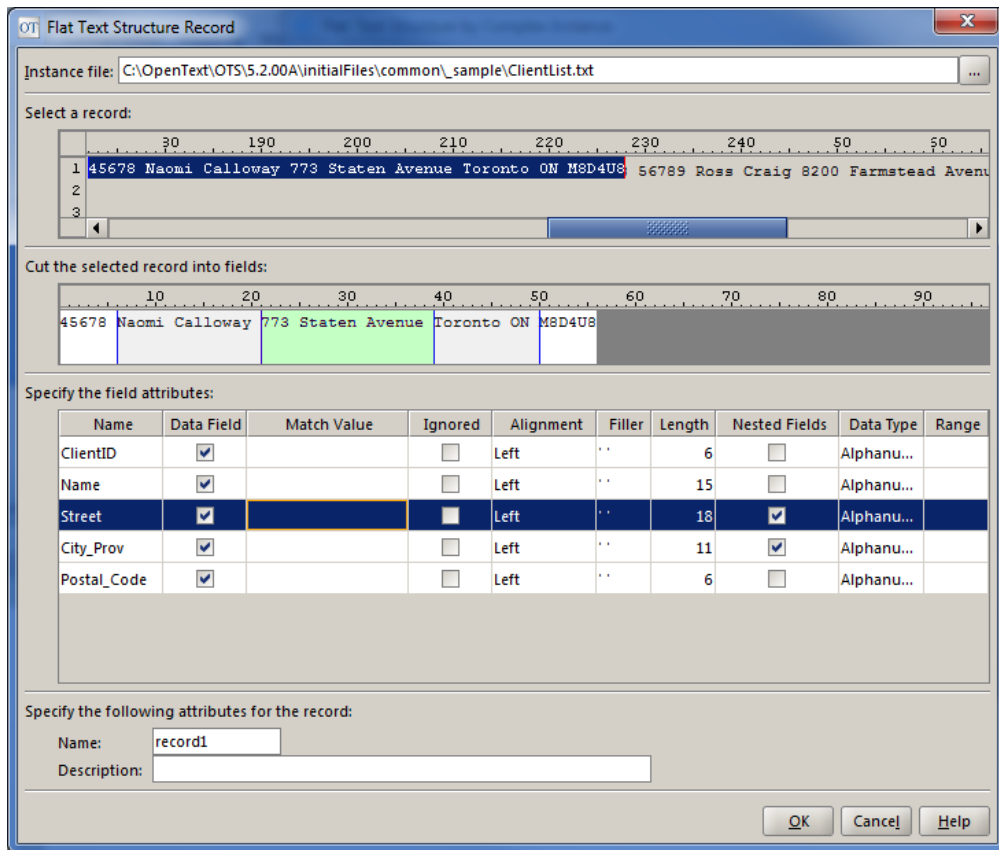 OT Flat Text Structure Record X
Instance file: C:\OpenText\OTS\5.2.00A\initialFiles\common\_sample\ClientList.txt ...
Select a record:
30 190 200 210 220 230 240 50 50
1 45678 Naomi Calloway 773 Staten Avenue Toronto ON M8D4U8 56789 Ross Craig 8200 Farmstead Avenu
2
3
Cut the selected record into fields:
10 20 30 40 50 60 70 80 90
45678 Naomi Calloway 773 Staten Avenue Toronto ON M8D4U8
Specify the field attributes:
Name Data Field Match Value Ignored Alignment Filler Length Nested Fields Data Type Range
ClientID Left ' ' 6 Alphanu...
Name Left ' ' 15 Alphanu...
Street Left ' ' 18 Alphanu...
City_Prov Left ' ' 11 Alphanu...
Postal_Code Left ' ' 6 Alphanu...
Specify the following attributes for the record:
Name: record1
Description:
OK Cancel Help